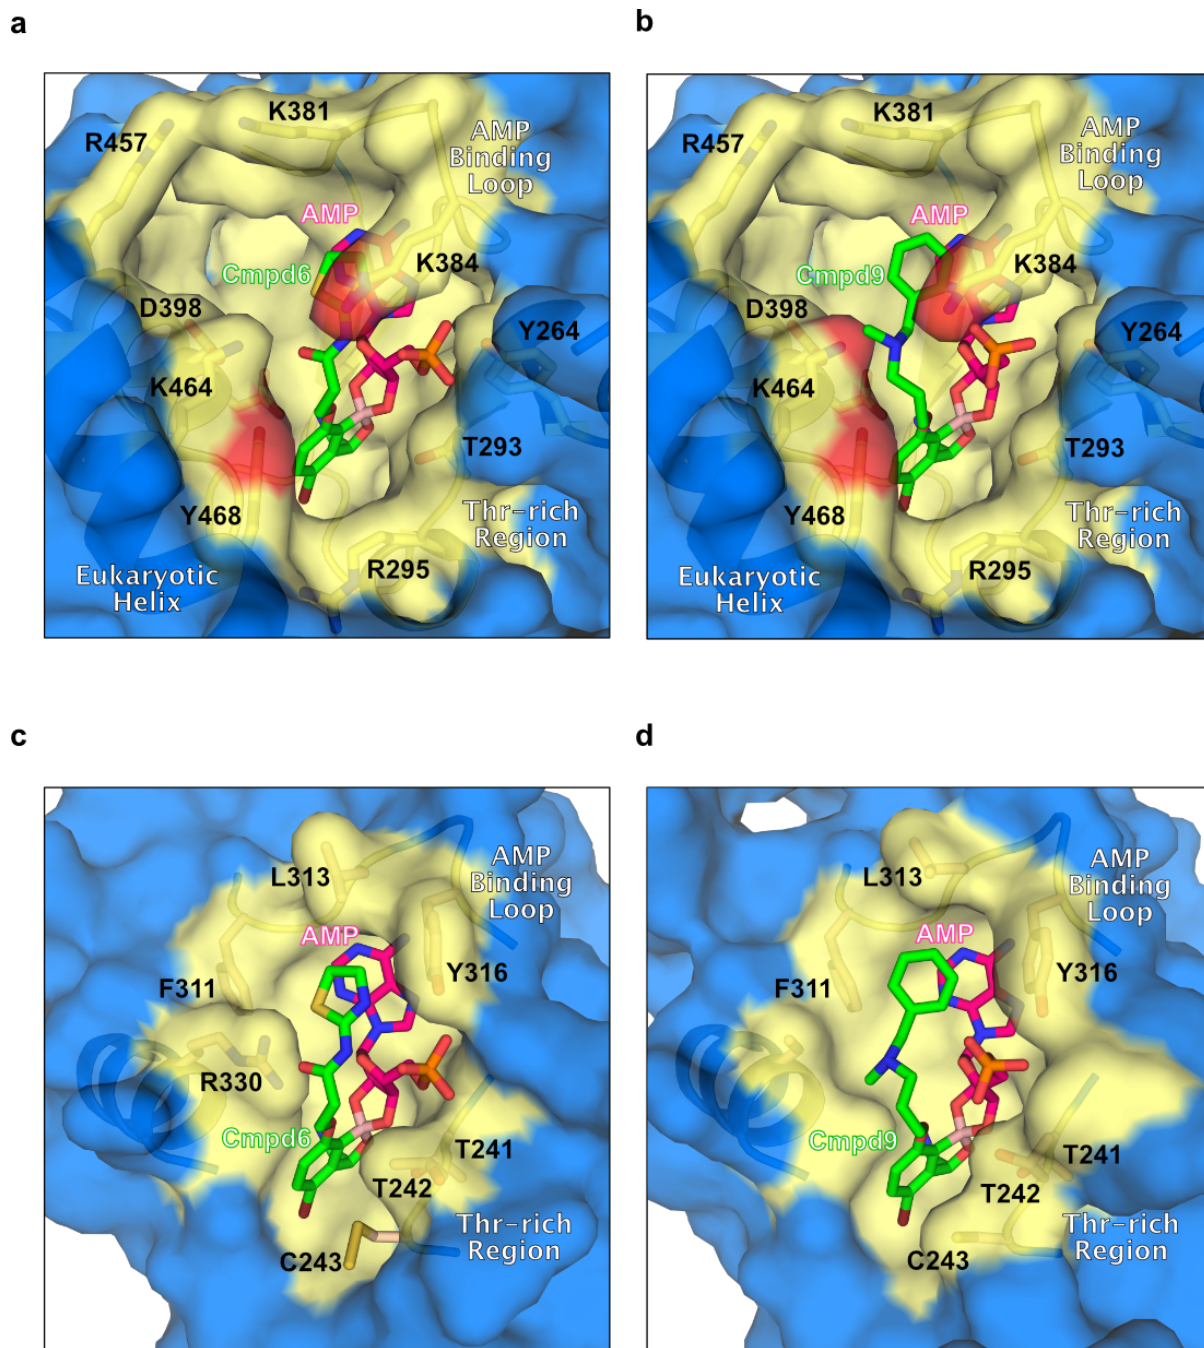 a
K381
R457
AMP
Binding
Loop
AMP
Cmpd6
K384
D398
Y264
K464
T293
Y468
Thr-rich
Region
R295
Eukaryotic
Helix
b
K381
R457
AMP
Binding
Loop
AMP
Cmpd9
K384
D398
Y264
K464
T293
Y468
Thr-rich
Region
R295
Eukaryotic
Helix
c
L313
AMP
Binding
Loop
AMP
Y316
F311
R330
Cmpd6
T241
T242
Thr-rich
Region
C243
d
L313
AMP
Binding
Loop
AMP
Y316
F311
Cmpd9
T241
T242
Thr-rich
Region
C243